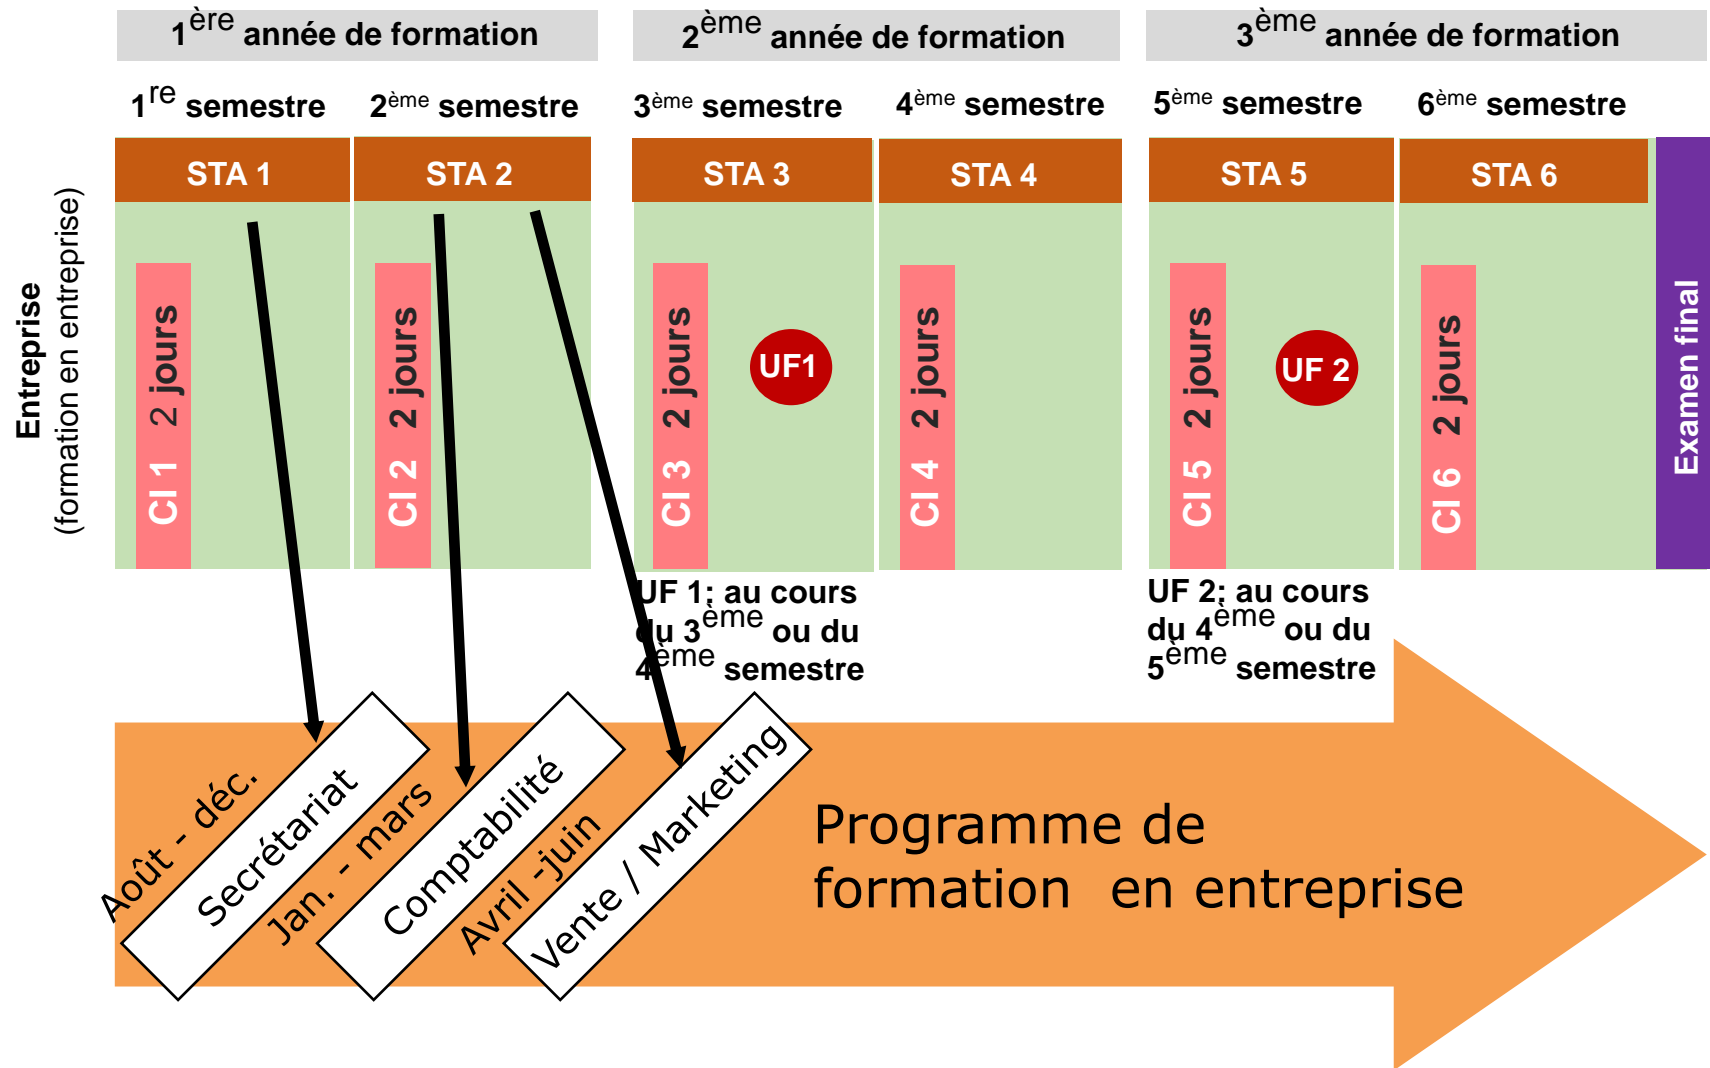 1ère année de formation
2ème année de formation
3ème année de formation
1re semestre
2ème semestre
3ème semestre
4ème semestre
5ème semestre
6ème semestre
STA 1
STA 2
STA 3
STA 4
STA 5
STA 6
Entreprise
(formation en entreprise)
CI 1 2 jours
CI 2 2 jours
CI 3 2 jours
UF1
CI 4 2 jours
CI 5 2 jours
UF 2
CI 6 2 jours
Examen final
UF 1: au cours
du 3ème ou du
4ème semestre
UF 2: au cours
du 4ème ou du
5ème semestre
Août - déc.
Secrétariat
Jan. - mars
Comptabilité
Avril -juin
Vente / Marketing
Programme de
formation en entreprise